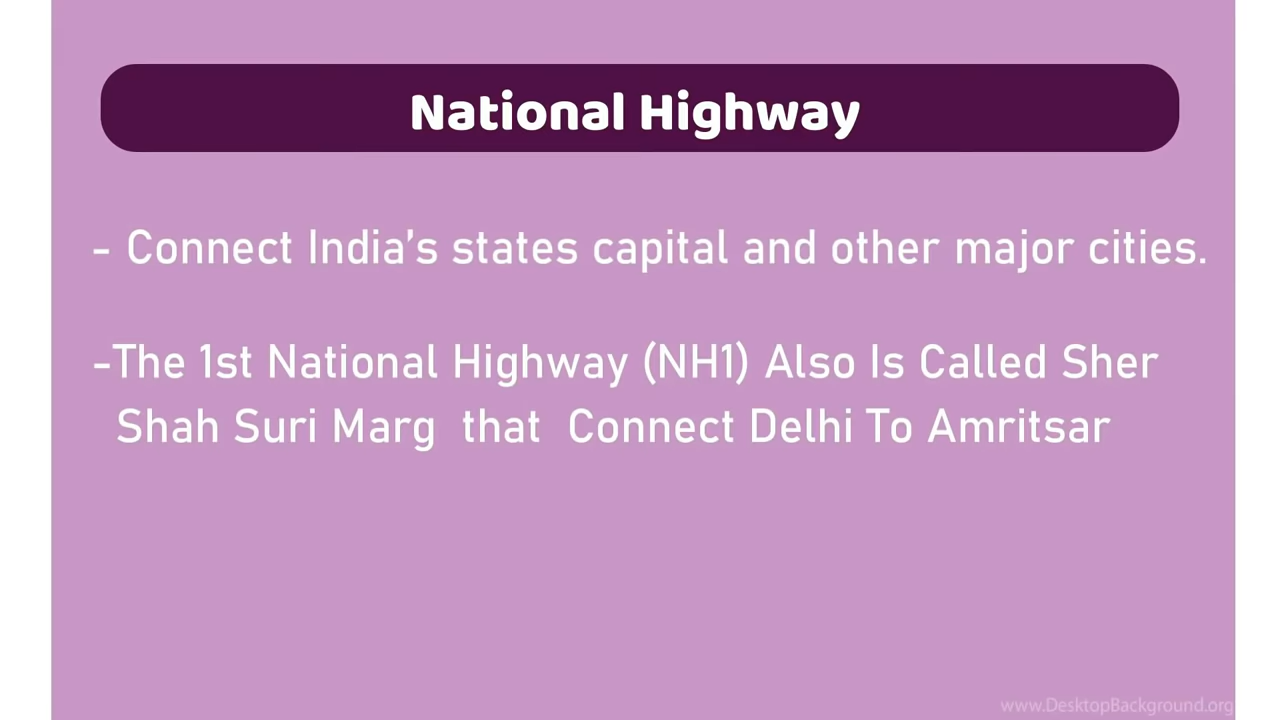 National Highway
- Connect India's states capital and other major cities.
-The 1st National Highway (NH1) Also Is Called Sher
Shah Suri Marg that Connect Delhi To Amritsar
www.DesktopBackground.org